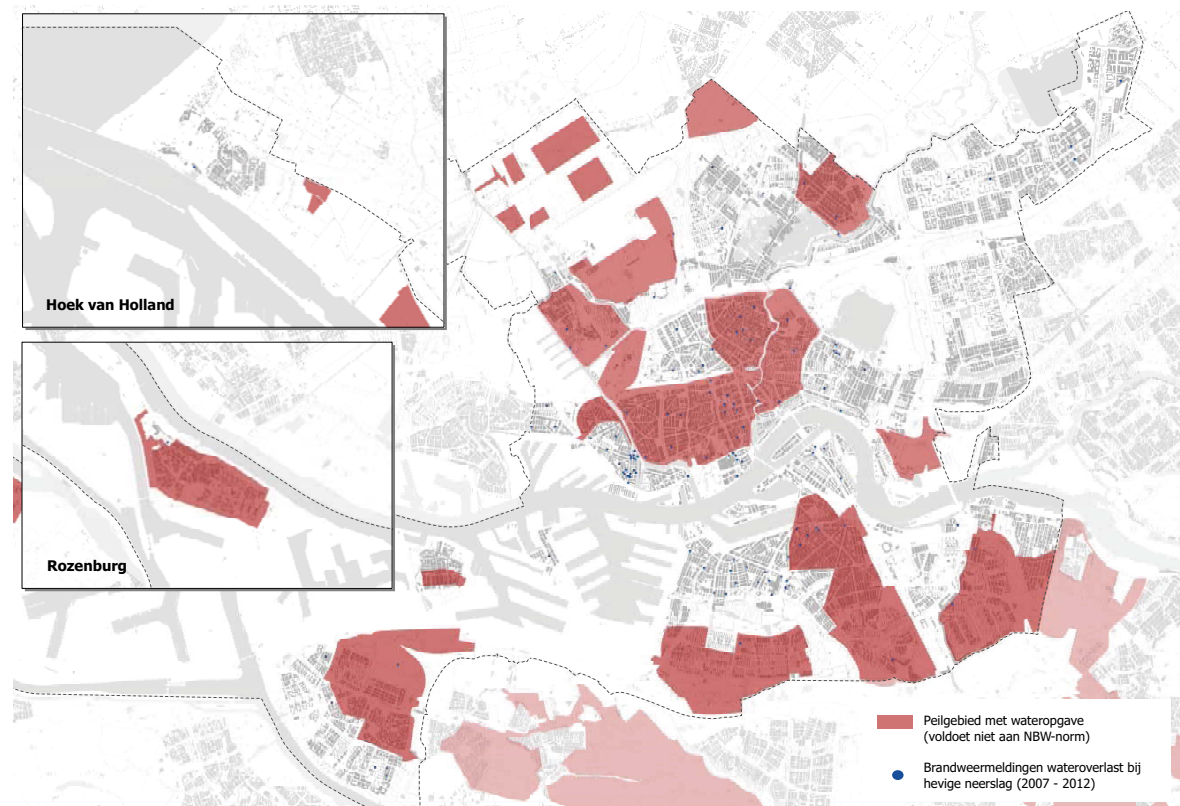 Hoek van Holland
Rozenburg
Peilgebied met wateropgave
(voldoet niet aan NBW-norm)
Brandweermeldingen wateroverlast bij
hevige neerslag (2007 - 2012)